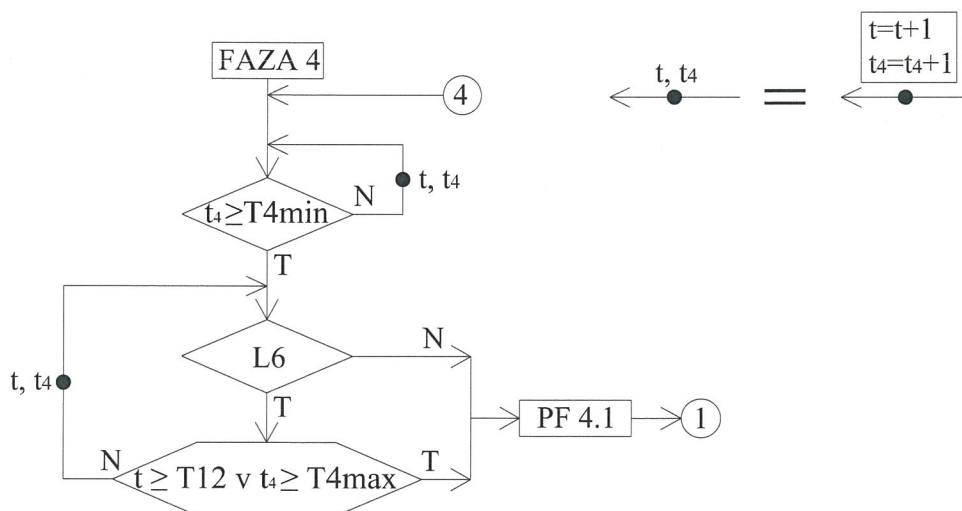 FAZA 4
4
t, t4
t=t+1
t4=t4+1
=
t, t4
t4≥T4min
N
T
L6
N
t, t4
T
PF 4.1
1
N
t ≥ T12 v t4≥ T4max
T